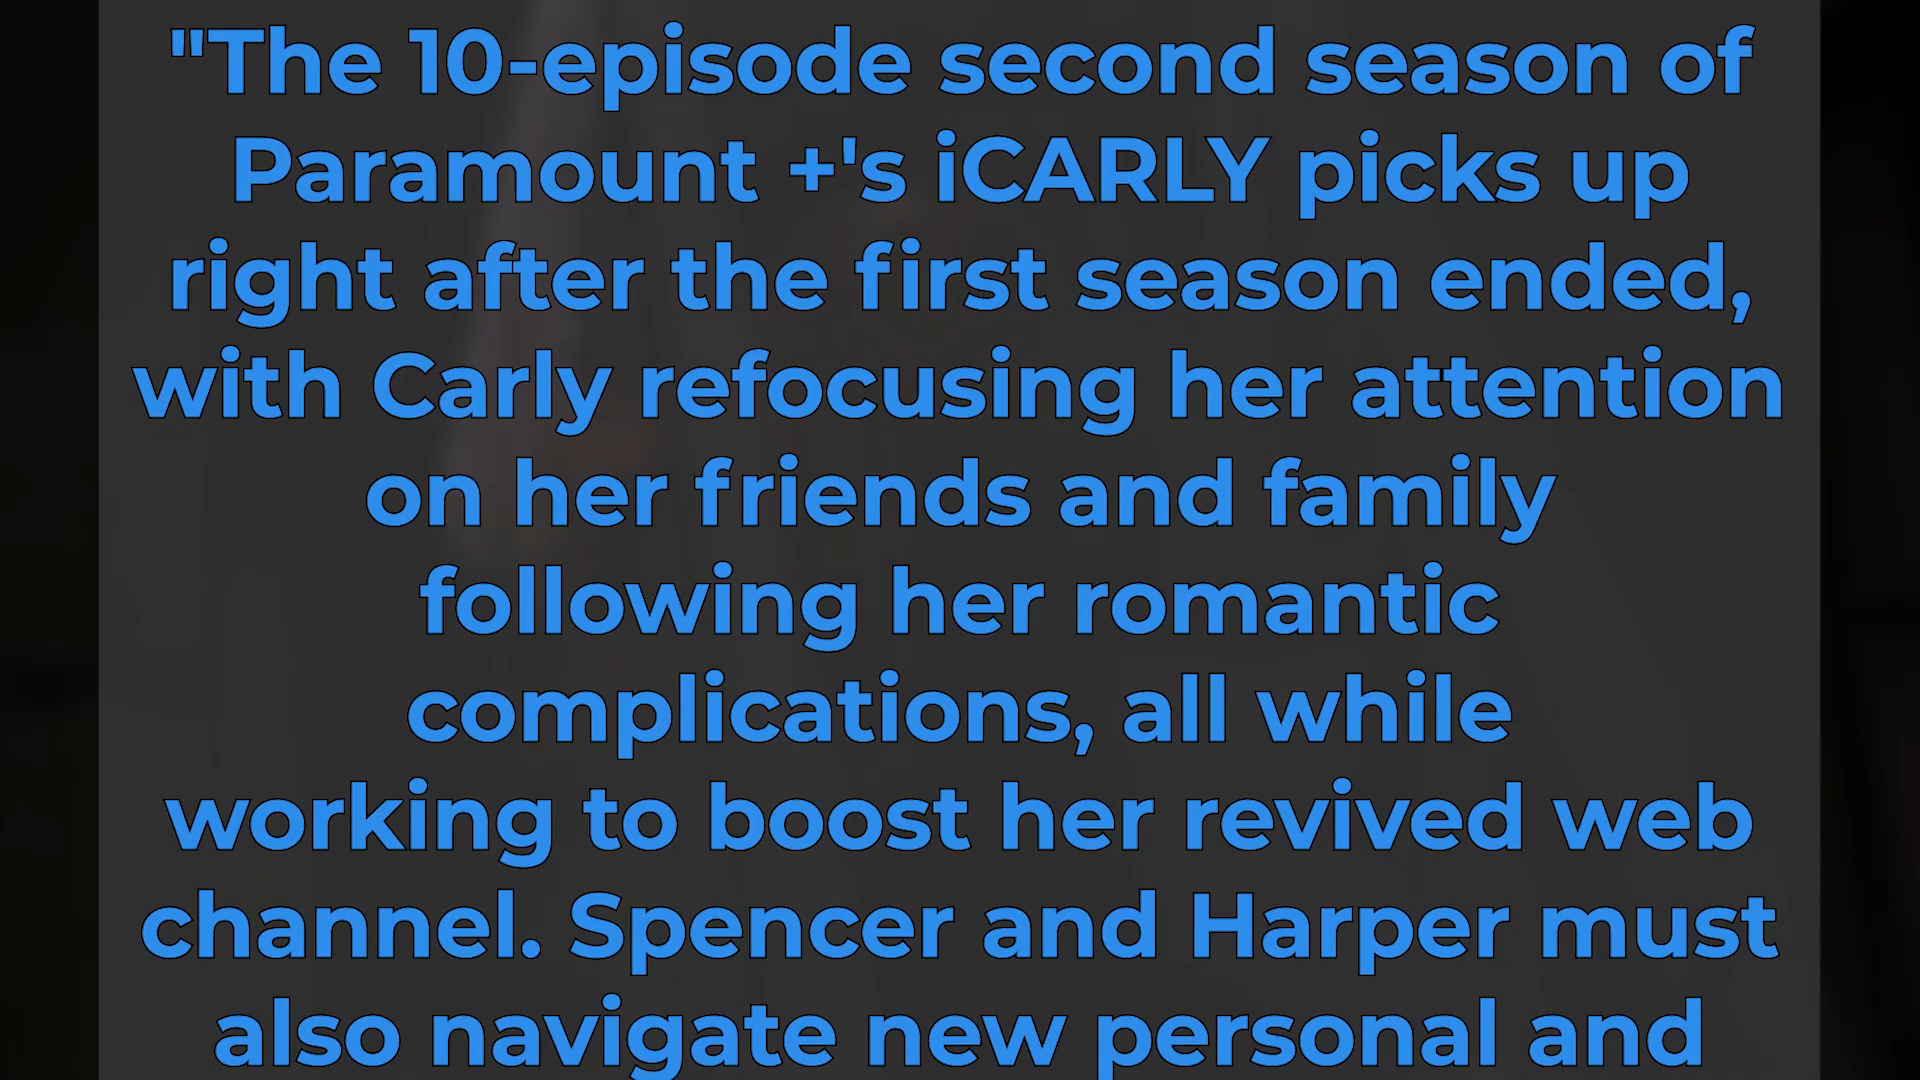 "The 10-episode second season of
Paramount +'s iCARLY picks up
right after the first season ended,
with Carly refocusing her attention
on her friends and family
following her romantic
complications, all while
working to boost her revived web
channel. Spencer and Harper must
also navigate new personal and